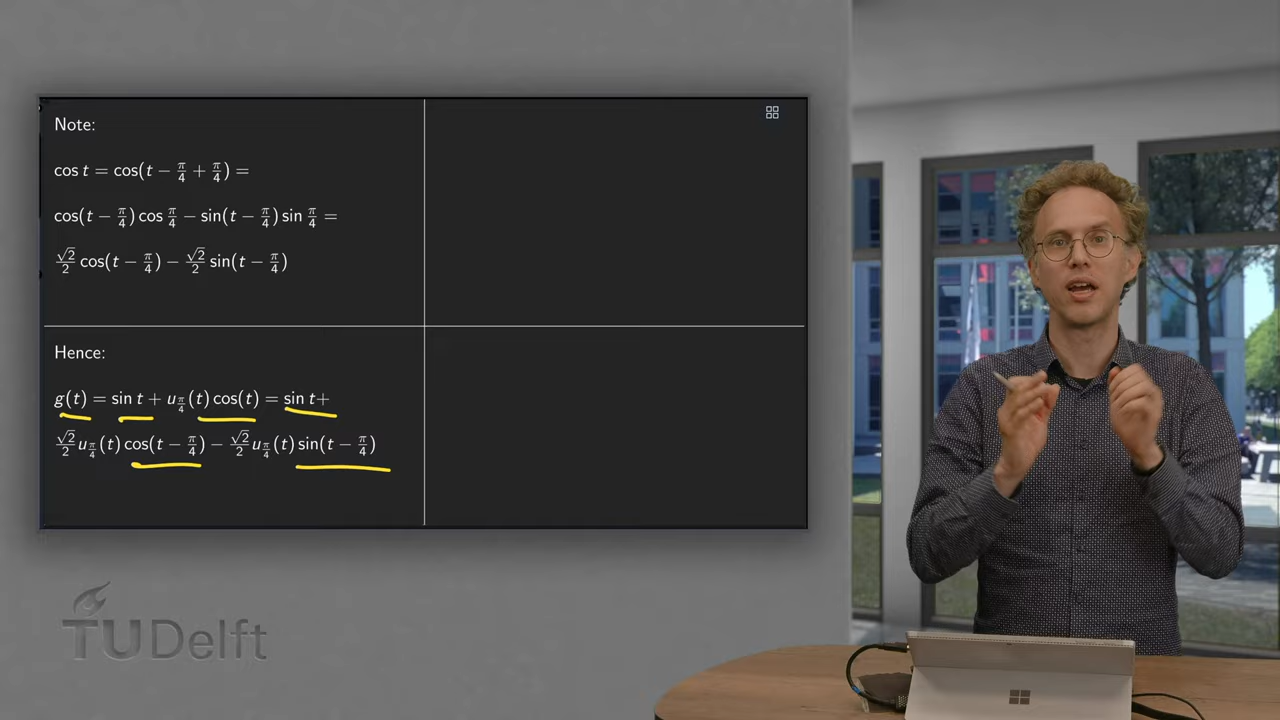 Note:
cos t = cos(t − π/4 + π/4) =
cos(t − π/4) cos π/4 − sin(t − π/4) sin π/4 =
√2/2 cos(t − π/4) − √2/2 sin(t − π/4)
Hence:
g(t) = sin t + u_{π/4}(t) cos(t) = sin t+
√2/2 u_{π/4}(t) cos(t − π/4) − √2/2 u_{π/4}(t) sin(t − π/4)
TUDelft